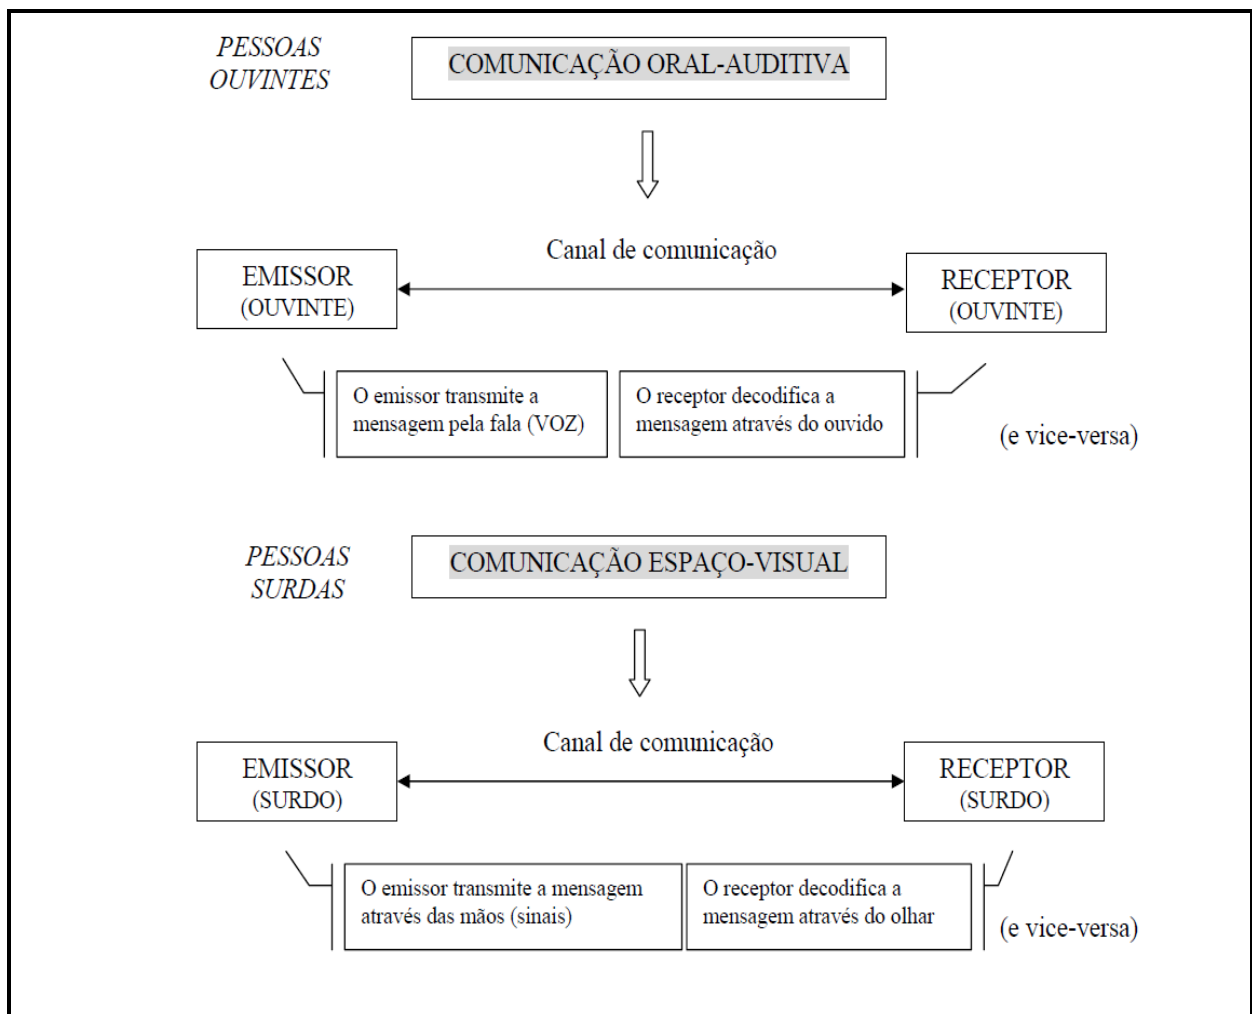 PESSOAS
OUVINTES
COMUNICAÇÃO ORAL-AUDITIVA
Canal de comunicação
EMISSOR
(OUVINTE)
RECEPTOR
(OUVINTE)
O emissor transmite a
mensagem pela fala (VOZ)
O receptor decodifica a
mensagem através do ouvido
(e vice-versa)
PESSOAS
SURDAS
COMUNICAÇÃO ESPAÇO-VISUAL
Canal de comunicação
EMISSOR
(SURDO)
RECEPTOR
(SURDO)
O emissor transmite a mensagem
através das mãos (sinais)
O receptor decodifica a
mensagem através do olhar
(e vice-versa)